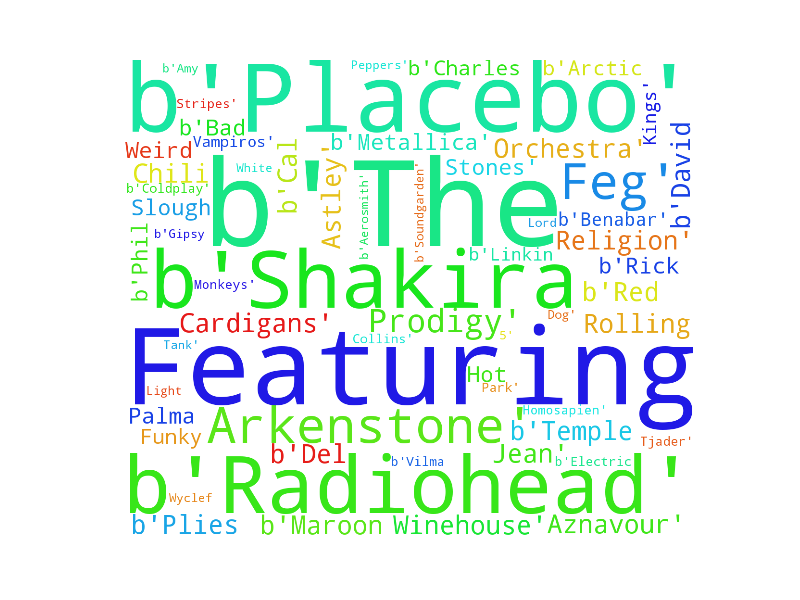 b'Placebo'
b'Amy
Peppers'
b'Charles
b'Arctic
Stripes'
Kings'
b'Bad
b'David
Vampiros'
b'Metallica'
Orchestra'
Weird
b'Cal
Astley'
Chili
White
b'The
Stones'
Feg'
b'Coldplay'
b'Aerosmith'
b'Soundgarden'
Slough
Lord
b'Benabar'
b'Phil
b'Gipsy
Religion'
b'Shakira
b'Linkin
b'Rick
Monkeys'
b'Red
Cardigans'
Prodigy'
Dog'
Rolling
Featuring
Tank'
Collins'
5'
Hot
Light
Park'
Palma
Arkenstone'
Homosapien'
Funky
b'Temple
Tjader'
b'Del
b'Vilma
Jean'
b'Electric
b'Radiohead'
Wyclef
b'Plies
b'Maroon
Winehouse'
Aznavour'